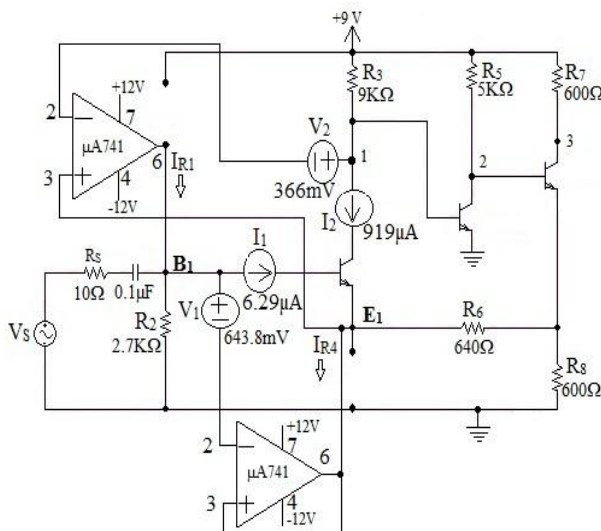 +9 V
R3
9KΩ
R5
5KΩ
R7
600Ω
+12V
2
7
μA741
6
3
4
-12V
IR1
V2
366mV
1
2
3
I2
919μA
Rs
10Ω
0.1μF
B1
I1
6.29μA
Vs
R2
2.7KΩ
V1
643.8mV
IR4
E1
R6
640Ω
R8
600Ω
+12V
2
7
μA741
6
3
4
-12V